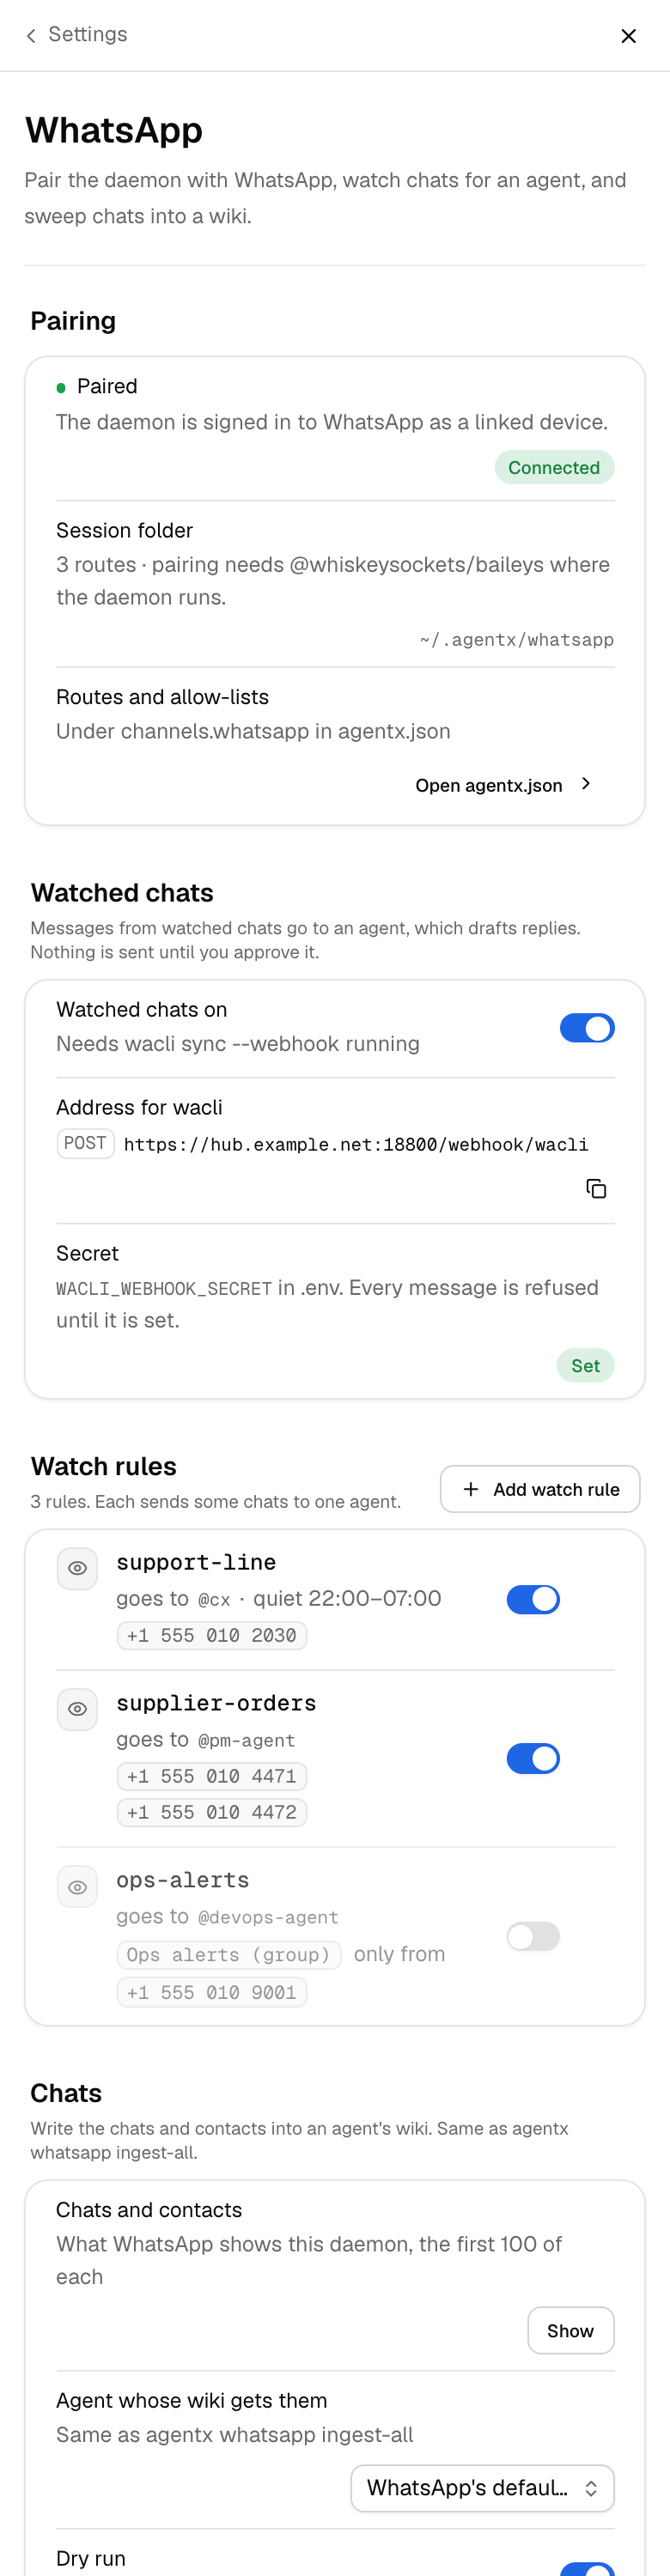 Settings
WhatsApp
Pair the daemon with WhatsApp, watch chats for an agent, and
sweep chats into a wiki.
Pairing
Paired
The daemon is signed in to WhatsApp as a linked device.
Connected
Session folder
3 routes · pairing needs @whiskeysockets/baileys where
the daemon runs.
~/.agentx/whatsapp
Routes and allow-lists
Under channels.whatsapp in agentx.json
Open agentx.json
Watched chats
Messages from watched chats go to an agent, which drafts replies.
Nothing is sent until you approve it.
Watched chats on
Needs wacli sync --webhook running
Address for wacli
POST https://hub.example.net:18800/webhook/wacli
Secret
WACLI_WEBHOOK_SECRET in .env. Every message is refused
until it is set.
Set
Watch rules
3 rules. Each sends some chats to one agent.
Add watch rule
support-line
goes to @cx · quiet 22:00–07:00
+1 555 010 2030
supplier-orders
goes to @pm-agent
+1 555 010 4471
+1 555 010 4472
ops-alerts
goes to @devops-agent
Ops alerts (group) only from
+1 555 010 9001
Chats
Write the chats and contacts into an agent's wiki. Same as agentx
whatsapp ingest-all.
Chats and contacts
What WhatsApp shows this daemon, the first 100 of
each
Show
Agent whose wiki gets them
Same as agentx whatsapp ingest-all
WhatsApp's defaul...
Dry run